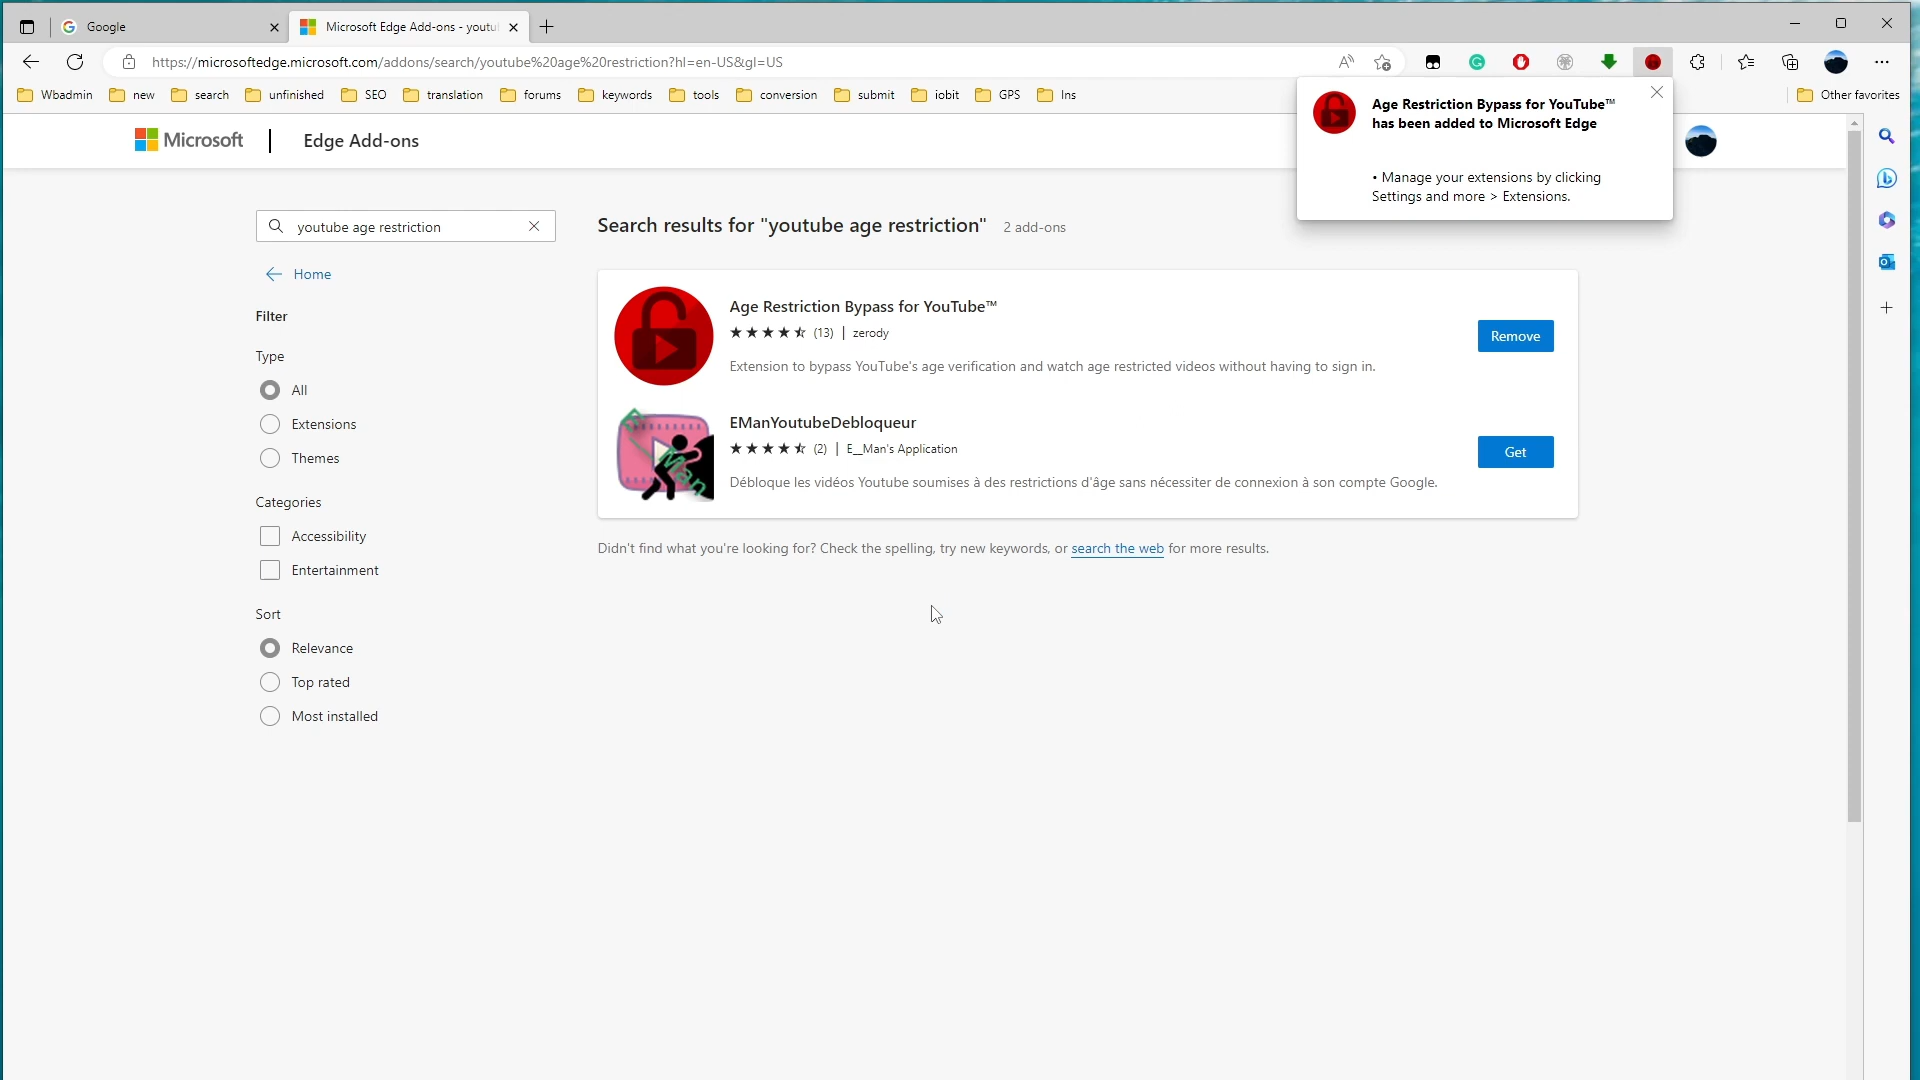 Google
Microsoft Edge Add-ons - youtu
https://microsoftedge.microsoft.com/addons/search/youtube%20age%20restriction?hl=en-US&gl=US
Wbadmin
new
search
unfinished
SEO
translation
forums
keywords
tools
conversion
submit
iobit
GPS
Ins
Other favorites
Microsoft
Edge Add-ons
Age Restriction Bypass for YouTube™
has been added to Microsoft Edge
• Manage your extensions by clicking
Settings and more > Extensions.
youtube age restriction
Home
Filter
Type
All
Extensions
Themes
Categories
Accessibility
Entertainment
Sort
Relevance
Top rated
Most installed
Search results for "youtube age restriction" 2 add-ons
Age Restriction Bypass for YouTube™
(13) | zerody
Extension to bypass YouTube's age verification and watch age restricted videos without having to sign in.
Remove
EManYoutubeDebloqueur
(2) | E__Man's Application
Débloque les vidéos Youtube soumises à des restrictions d'âge sans nécessiter de connexion à son compte Google.
Get
Didn't find what you're looking for? Check the spelling, try new keywords, or search the web for more results.